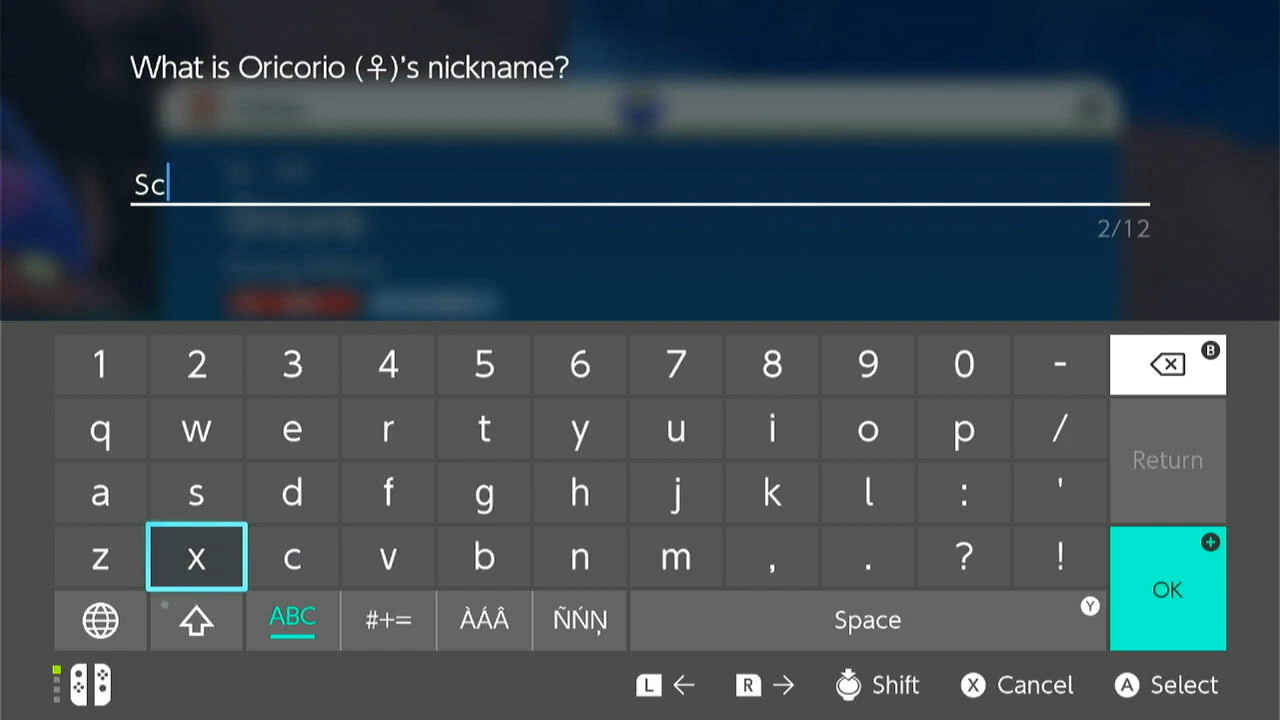 What is Oricorio (♀)'s nickname?
Sc
2/12
1 2 3 4 5 6 7 8 9 0 - B
q w e r t y u i o p /
Return
a s d f g h j k l : '
z x c v b n m , . ? ! +
OK
ABC #+= ÀÁÂ ÑŃŅ Space Y
L ← R → Shift X Cancel A Select